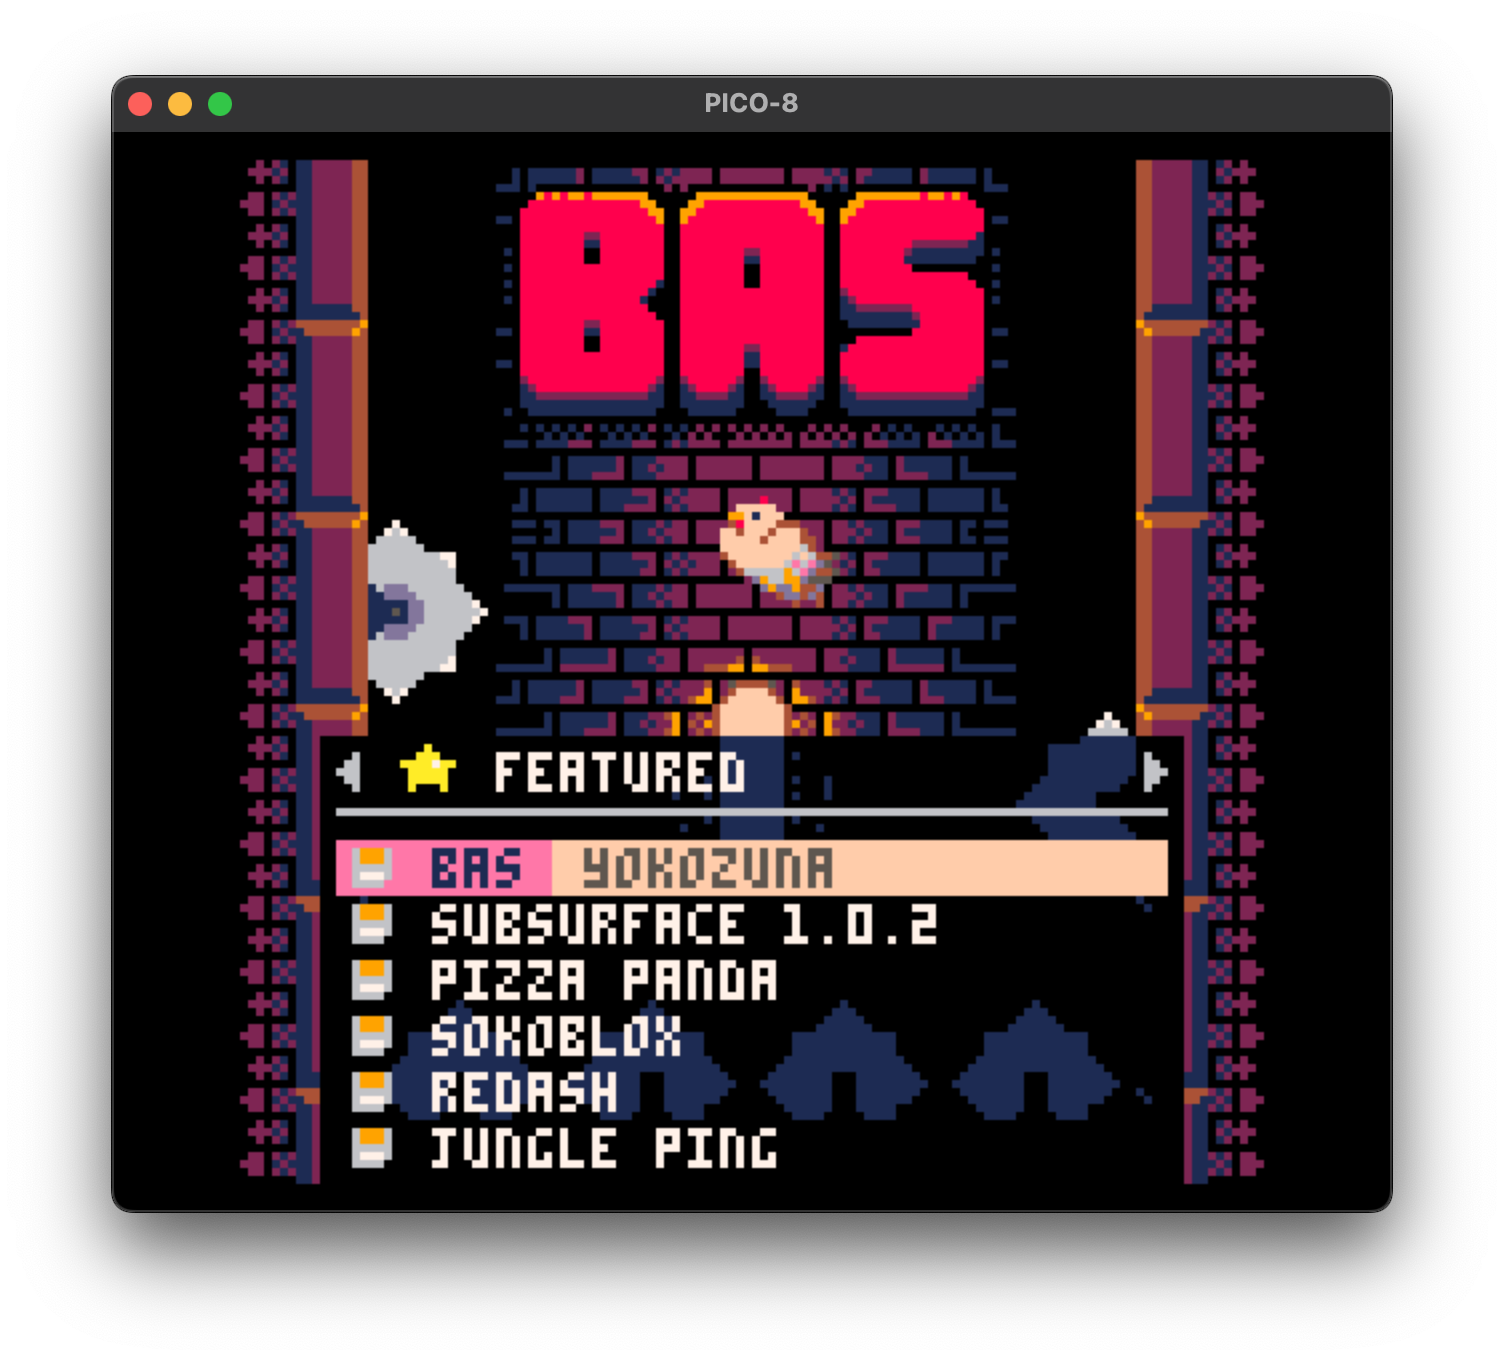 PICO-8
BAS
FEATURED
BAS YOKOZUNA
SUBSURFACE 1.0.2
PIZZA PANDA
SOKOBLOX
REDASH
JUNGLE PING